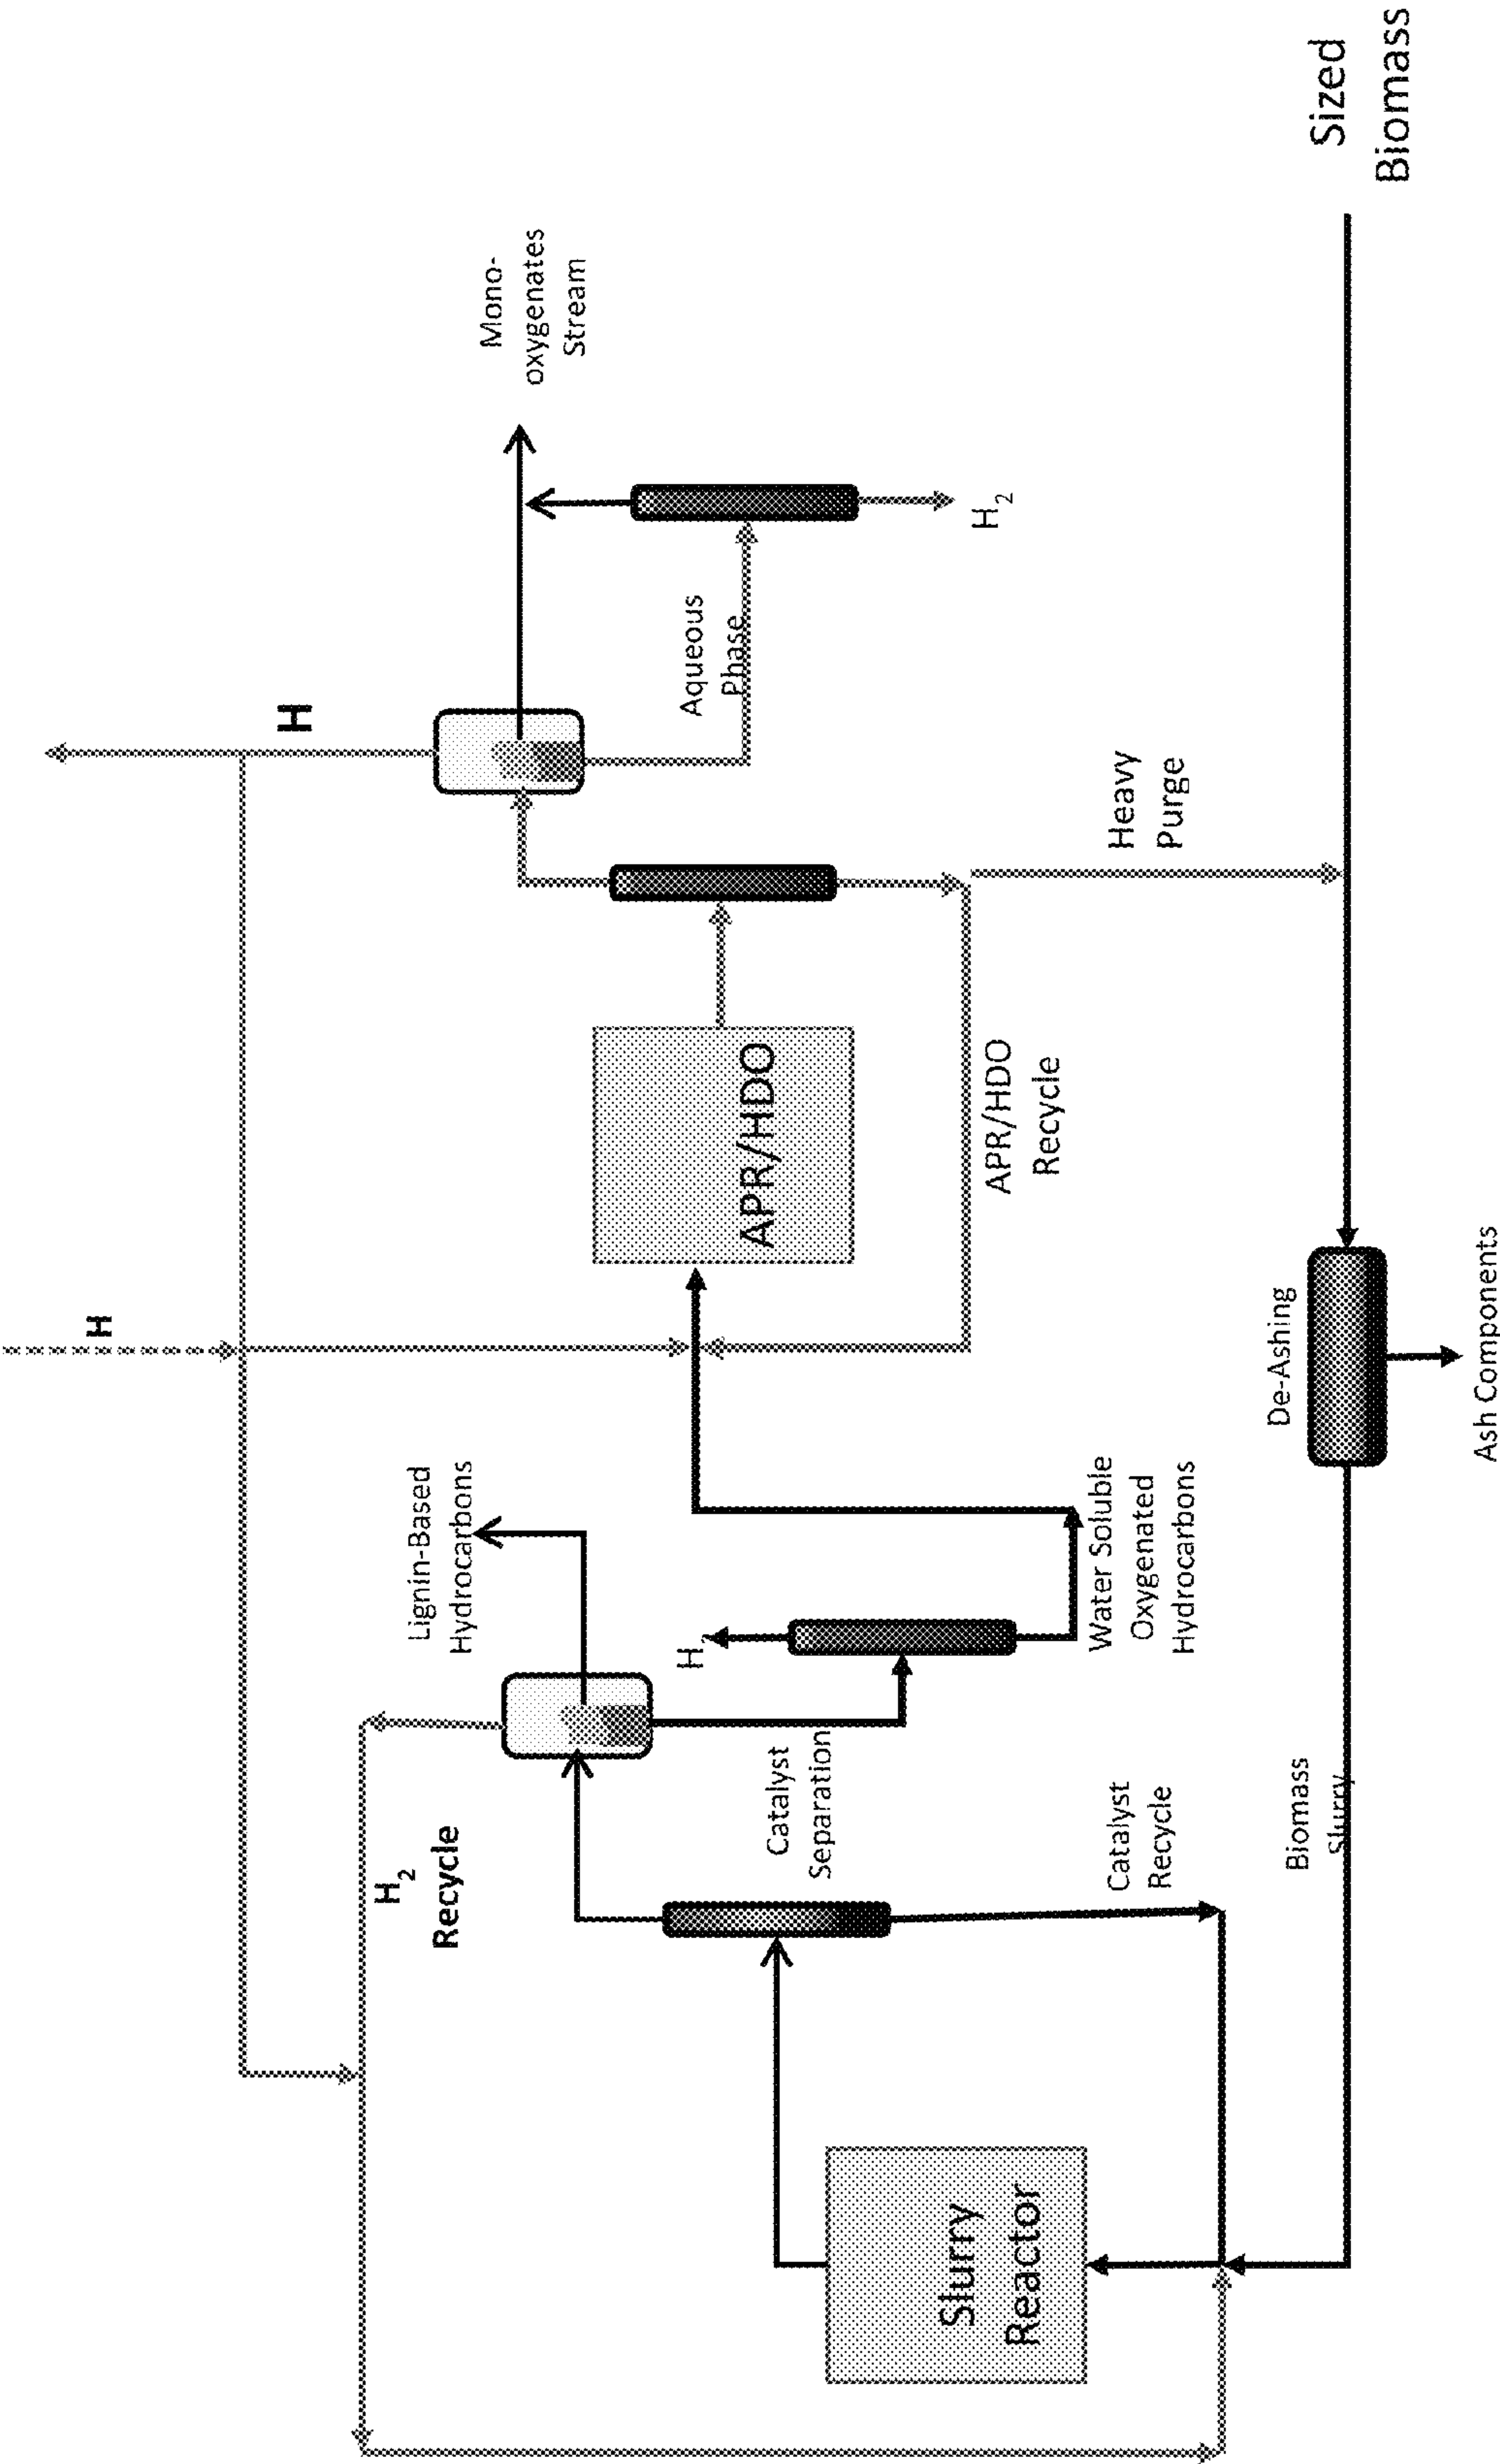 H
H
H2
Recycle
Lignin-Based
Hydrocarbons
Mono-
oxygenates
Stream
H
Aqueous
Phase
Catalyst
Separation
APR/HDO
H2
Slurry
Reactor
APR/HDO
Recycle
Water Soluble
Oxygenated
Hydrocarbons
Catalyst
Recycle
Heavy
Purge
De-Ashing
Biomass
Slurry
Sized
Biomass
Ash Components